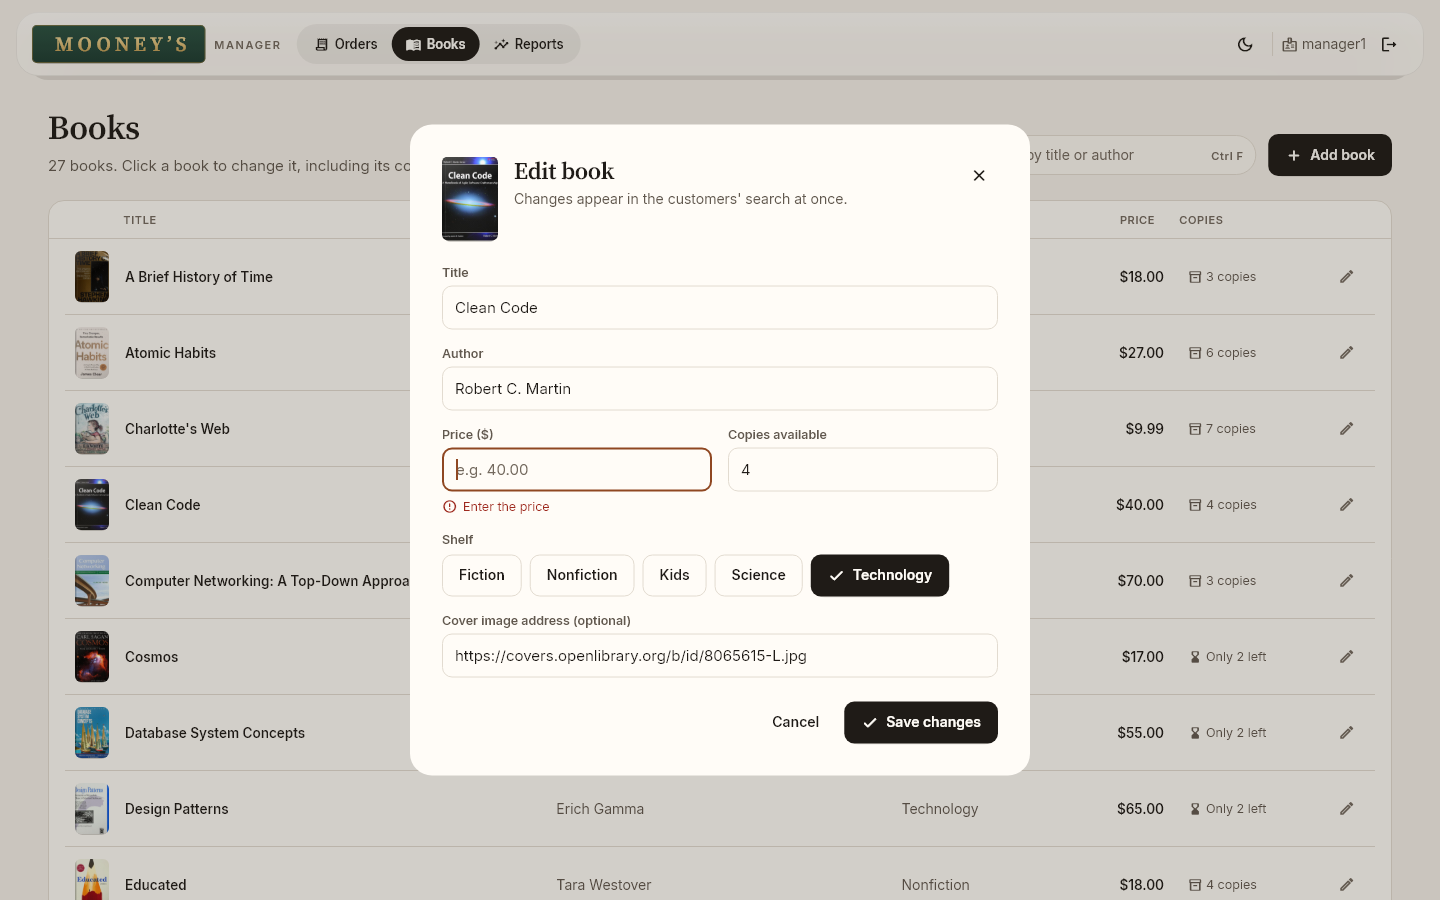 MOONEY'S
MANAGER
Orders
Books
Reports
manager1
Books
27 books. Click a book to change it, including its co
by title or author
Ctrl F
Add book
TITLE
PRICE
COPIES
A Brief History of Time
$18.00
3 copies
Atomic Habits
$27.00
6 copies
Charlotte's Web
$9.99
7 copies
Clean Code
$40.00
4 copies
Computer Networking: A Top-Down Approa
$70.00
3 copies
Cosmos
$17.00
Only 2 left
Database System Concepts
$55.00
Only 2 left
Design Patterns
Erich Gamma
Technology
$65.00
Only 2 left
Educated
Tara Westover
Nonfiction
$18.00
4 copies
Clean Code
Edit book
Changes appear in the customers' search at once.
Title
Clean Code
Author
Robert C. Martin
Price ($)
Copies available
e.g. 40.00
4
Enter the price
Shelf
Fiction
Nonfiction
Kids
Science
Technology
Cover image address (optional)
https://covers.openlibrary.org/b/id/8065615-L.jpg
Cancel
Save changes